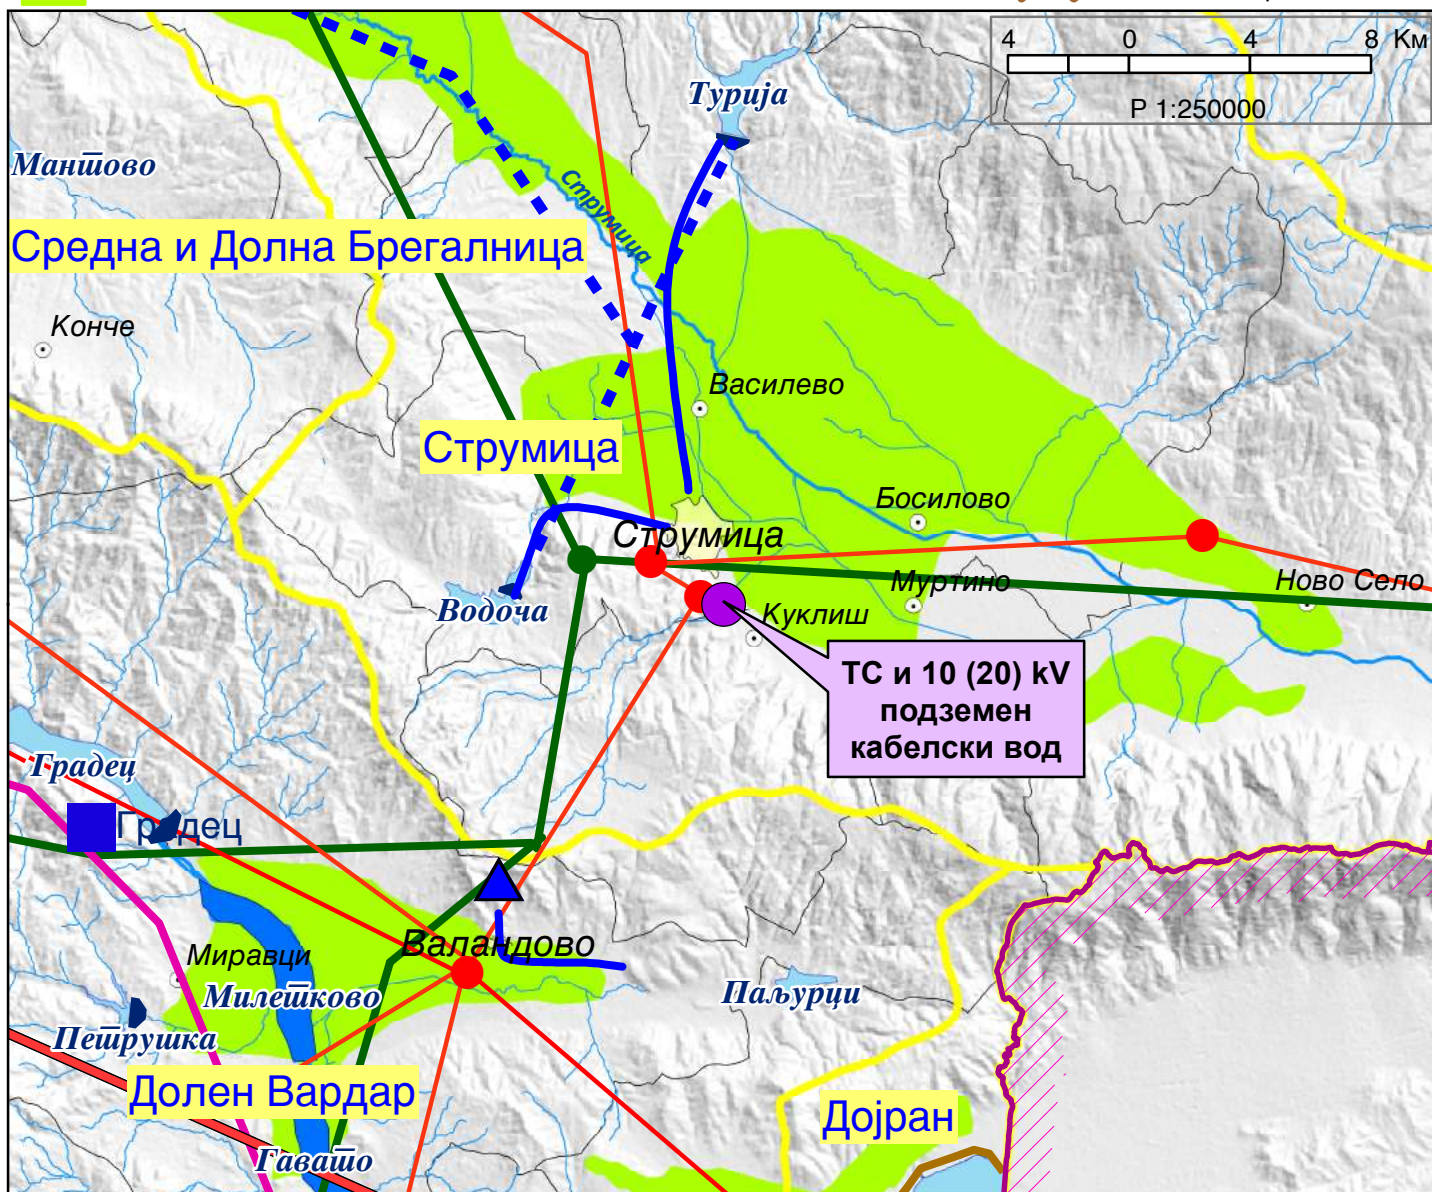 4 0 4 8 Км
Р 1:250000
Турија
Мантово
Струмица
Средна и Долна Брегалница
Конче
Василево
Струмица
Босилово
Струмица
Муртино
Ново Село
Водоча
Куклиш
ТС и 10 (20) kV
подземен
кабелски вод
Градец
Градец
Валандово
Миравци
Милетково
Паљурци
Петрушка
Долен Вардар
Дојран
Гавато